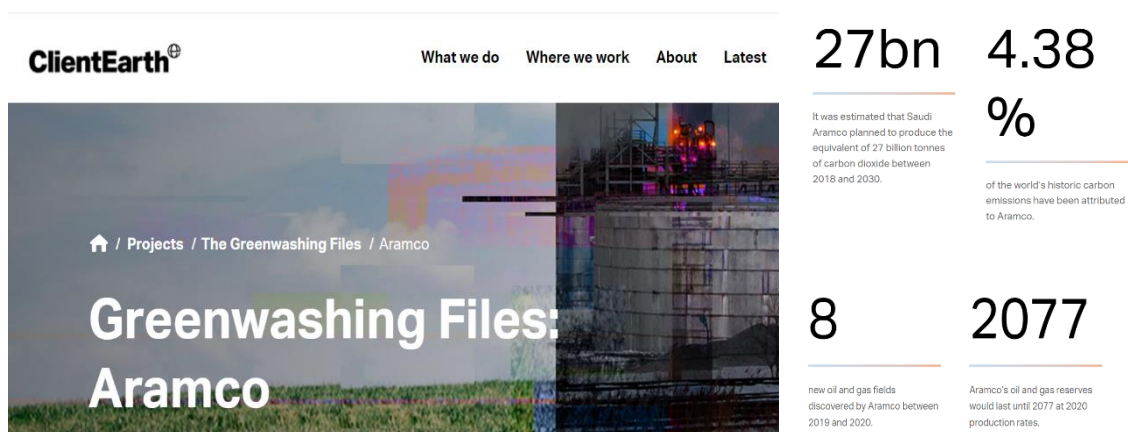 ClientEarth
What we do Where we work About Latest
/ Projects / The Greenwashing Files / Aramco
Greenwashing Files:
Aramco
27bn
It was estimated that Saudi
Aramco planned to produce the
equivalent of 27 billion tonnes
of carbon dioxide between
2018 and 2030.
4.38
%
of the world's historic carbon
emissions have been attributed
to Aramco.
8
new oil and gas fields
discovered by Aramco between
2019 and 2020.
2077
Aramco's oil and gas reserves
would last until 2077 at 2020
production rates.